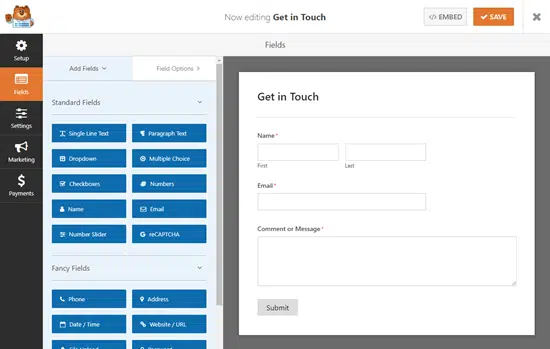 Now editing Get in Touch
</> EMBED
SAVE
Fields
Setup
Fields
Settings
Marketing
Payments
Add Fields
Field Options
Standard Fields
Single Line Text
Paragraph Text
Dropdown
Multiple Choice
Checkboxes
Numbers
Name
Email
Number Slider
reCAPTCHA
Fancy Fields
Phone
Address
Date / Time
Website / URL
Get in Touch
Name *
First
Last
Email *
Comment or Message *
Submit